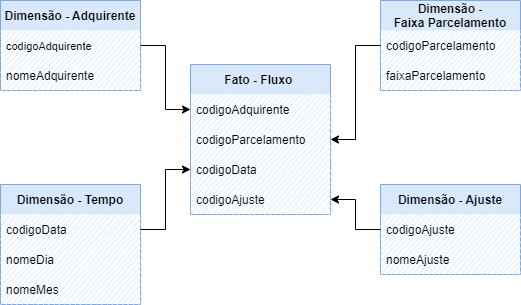 Dimensão - Adquirente
codigoAdquirente
nomeAdquirente
Dimensão -
Faixa Parcelamento
codigoParcelamento
faixaParcelamento
Fato - Fluxo
codigoAdquirente
codigoParcelamento
codigoData
codigoAjuste
Dimensão - Tempo
codigoData
nomeDia
nomeMes
Dimensão - Ajuste
codigoAjuste
nomeAjuste